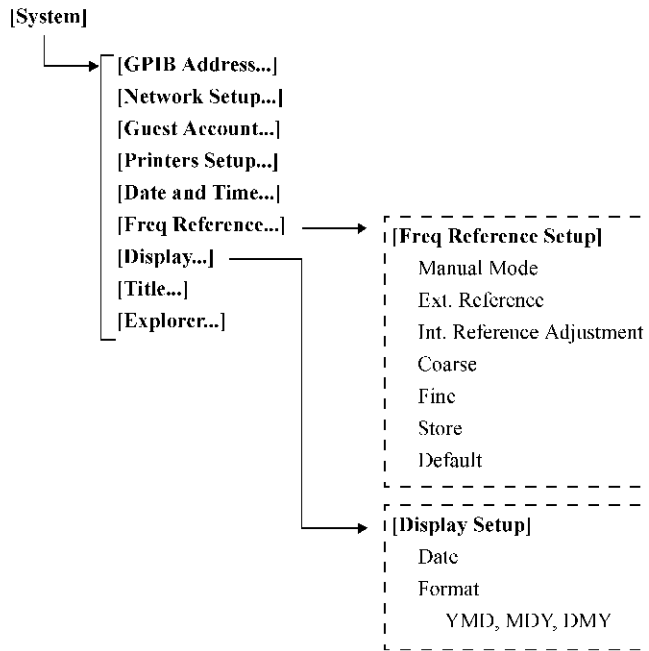 [System]
[GPIB Address...]
[Network Setup...]
[Guest Account...]
[Printers Setup...]
[Date and Time...]
[Freq Reference...]
[Display...]
[Title...]
[Explorer...]
[Freq Reference Setup]
Manual Mode
Ext. Reference
Int. Reference Adjustment
Coarse
Fine
Store
Default
[Display Setup]
Date
Format
YMD, MDY, DMY